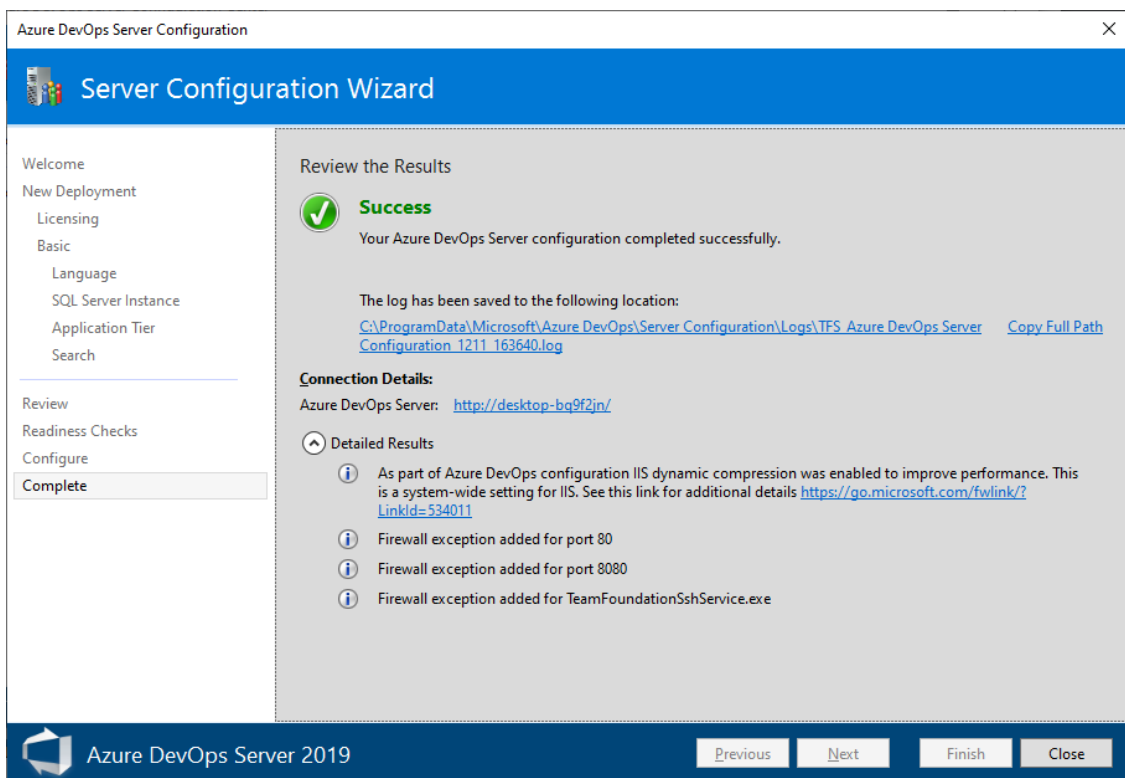 Azure DevOps Server Configuration
Server Configuration Wizard
Welcome
New Deployment
Licensing
Basic
Language
SQL Server Instance
Application Tier
Search
Review
Readiness Checks
Configure
Complete
Review the Results
Success
Your Azure DevOps Server configuration completed successfully.
The log has been saved to the following location:
C:\ProgramData\Microsoft\Azure DevOps\Server Configuration\Logs\TFS_Azure DevOps Server
Configuration_1211_163640.log
Copy Full Path
Connection Details:
Azure DevOps Server: http://desktop-bq9f2jn/
Detailed Results
As part of Azure DevOps configuration IIS dynamic compression was enabled to improve performance. This
is a system-wide setting for IIS. See this link for additional details https://go.microsoft.com/fwlink/?
LinkId=534011
Firewall exception added for port 80
Firewall exception added for port 8080
Firewall exception added for TeamFoundationSshService.exe
Azure DevOps Server 2019
Previous
Next
Finish
Close